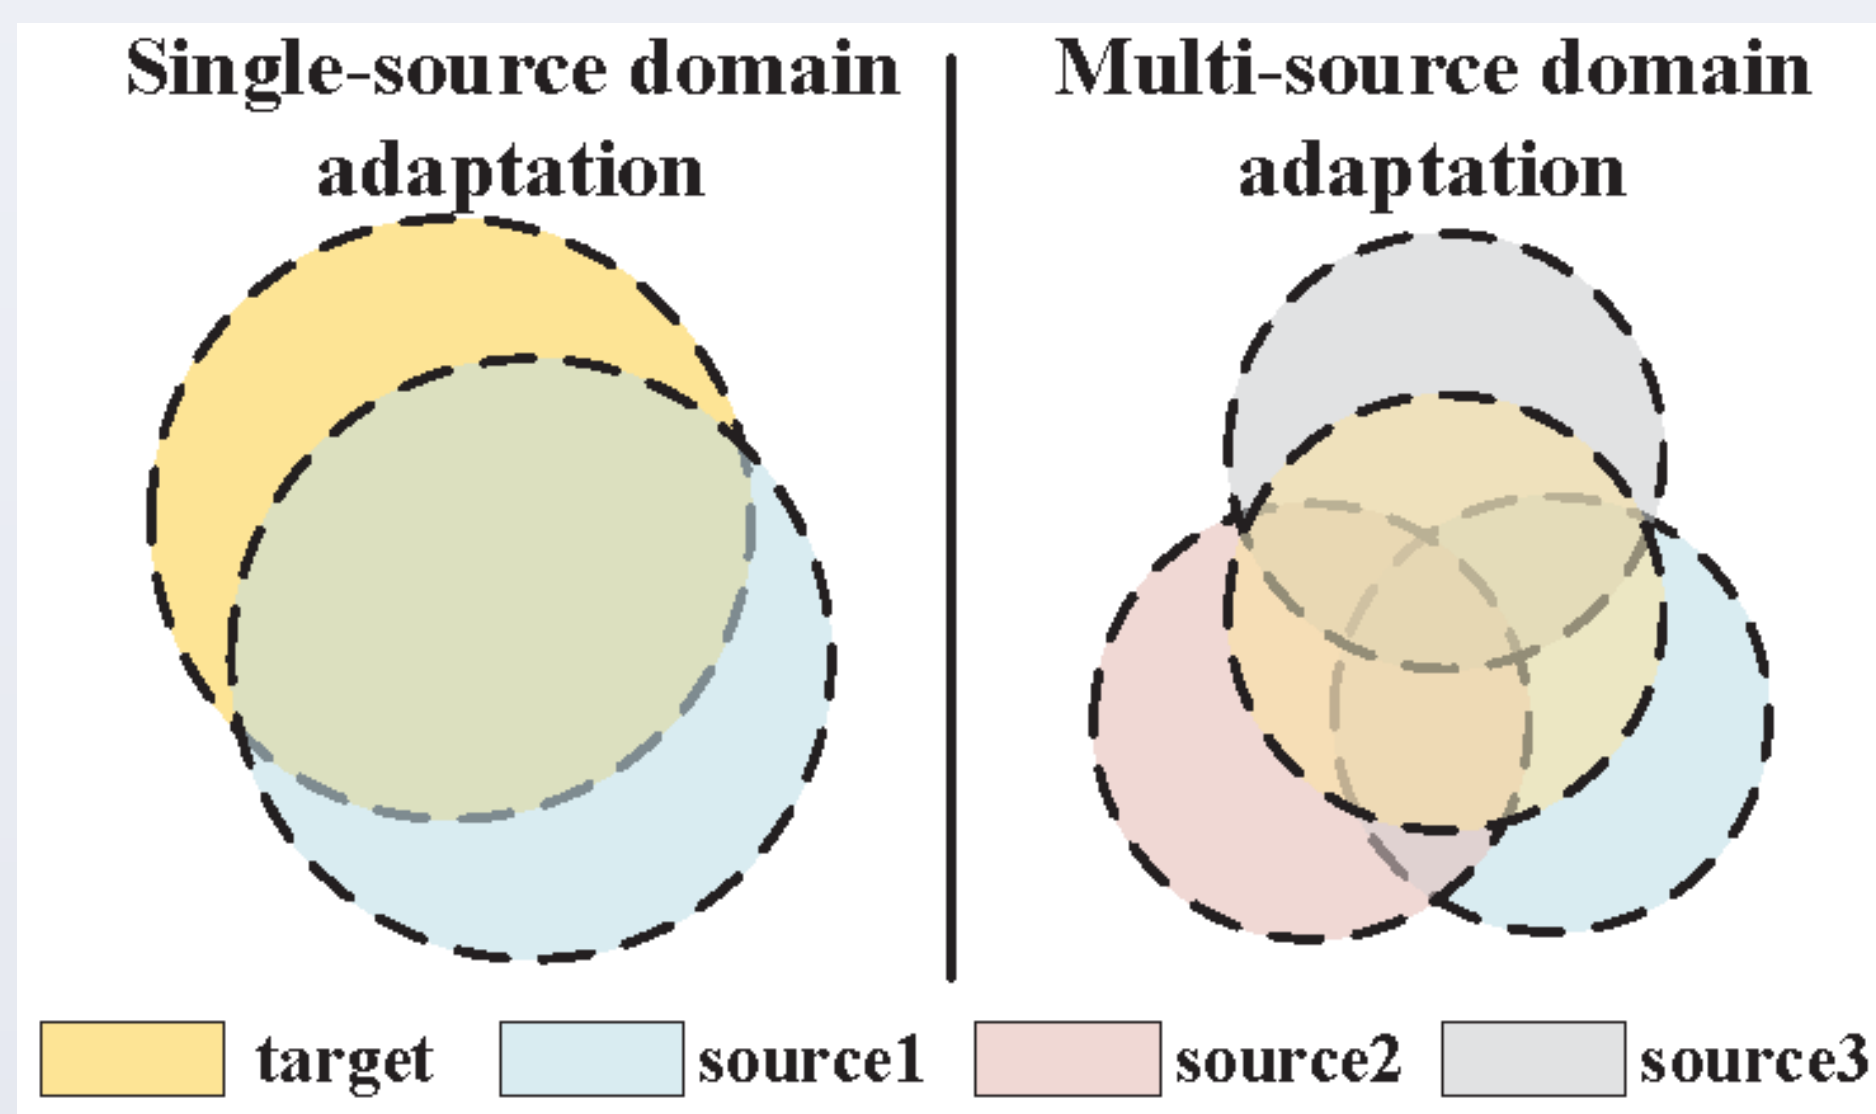 Single-source domain
adaptation
Multi-source domain
adaptation
target
source1
source2
source3